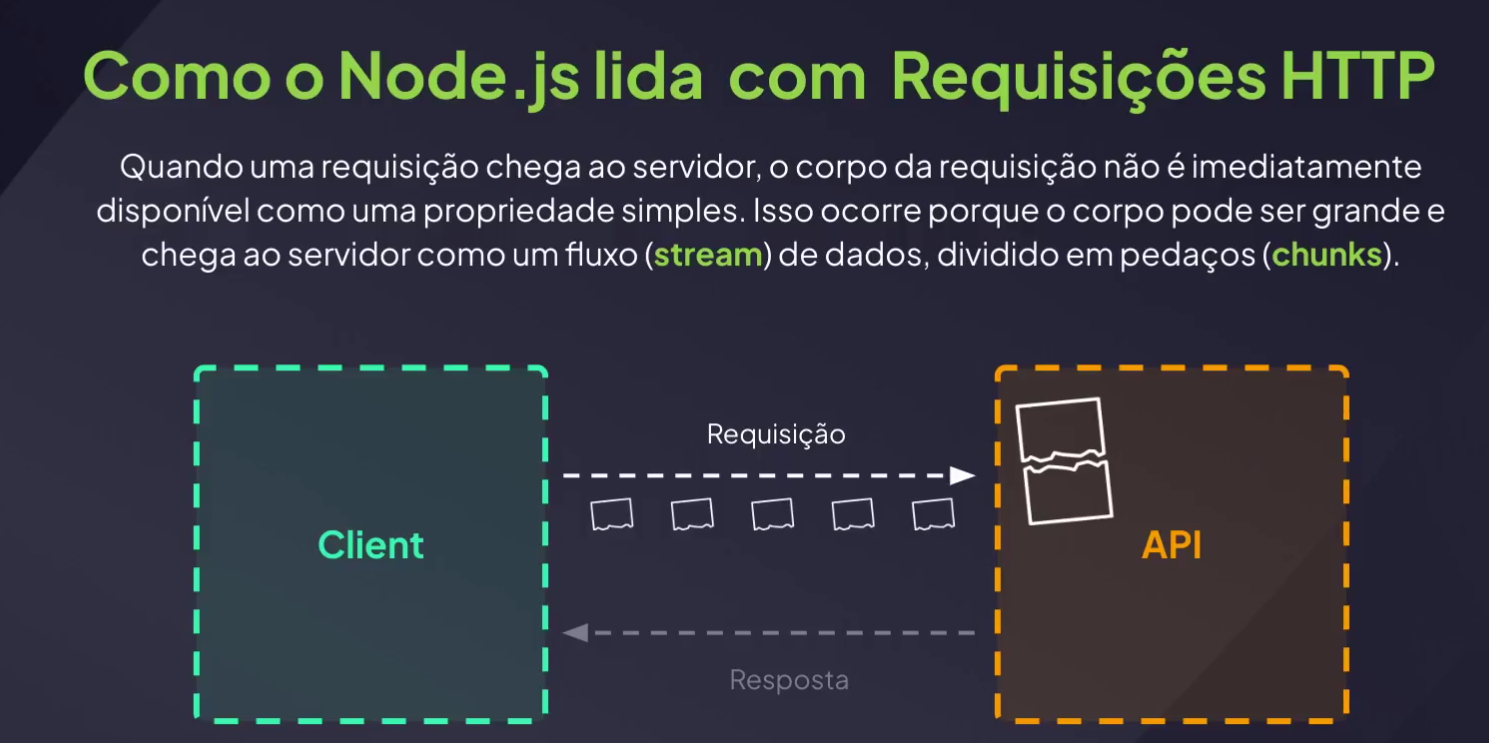 Como o Node.js lida com Requisições HTTP
Quando uma requisição chega ao servidor, o corpo da requisição não é imediatamente
disponível como uma propriedade simples. Isso ocorre porque o corpo pode ser grande e
chega ao servidor como um fluxo (stream) de dados, dividido em pedaços (chunks).
Requisição
Client
API
Resposta